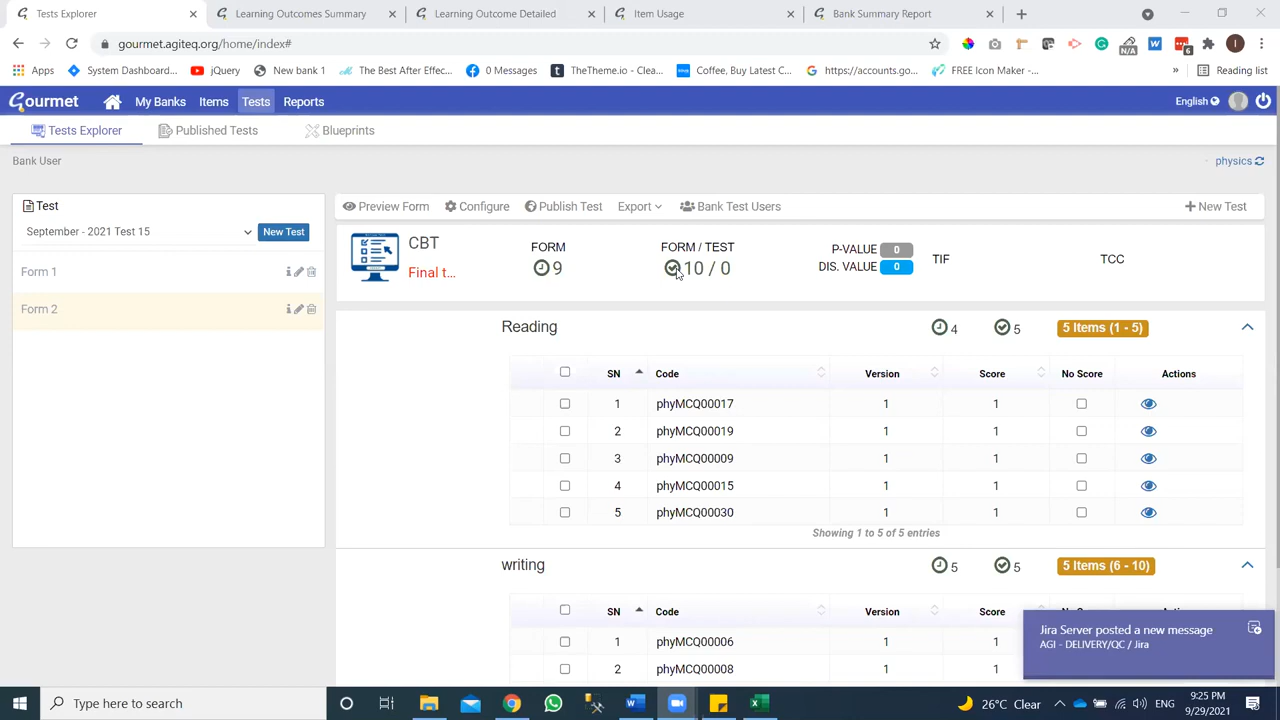 Tests Explorer
Learning Outcomes Summary
Learning Outcome Detailed
Item Usage
Bank Summary Report
gourmet.agiteq.org/home/index#
N/A
W
6
I
Apps
System Dashboard...
jQuery
New bank 1
The Best After Effec...
0 Messages
TheTheme.io - Clea...
Coffee, Buy Latest C...
https://accounts.go...
FREE Icon Maker -...
»
Reading list
Gourmet
My Banks
Items
Tests
Reports
English
Tests Explorer
Published Tests
Blueprints
Bank User
physics
Test
September - 2021 Test 15
New Test
Form 1
Form 2
Preview Form
Configure
Publish Test
Export
Bank Test Users
New Test
CBT
Final t...
FORM
9
FORM / TEST
10 / 0
P-VALUE 0
DIS. VALUE 0
TIF
TCC
Reading
4
5
5 Items (1 - 5)
SN Code Version Score No Score Actions
1 phyMCQ00017 1 1
2 phyMCQ00019 1 1
3 phyMCQ00009 1 1
4 phyMCQ00015 1 1
5 phyMCQ00030 1 1
Showing 1 to 5 of 5 entries
writing
5
5
5 Items (6 - 10)
SN Code Version Score
1 phyMCQ00006 1 1
2 phyMCQ00008 1 1
Jira Server posted a new message
AGI - DELIVERY/QC / Jira
Type here to search
26°C Clear
ENG
9:25 PM
9/29/2021